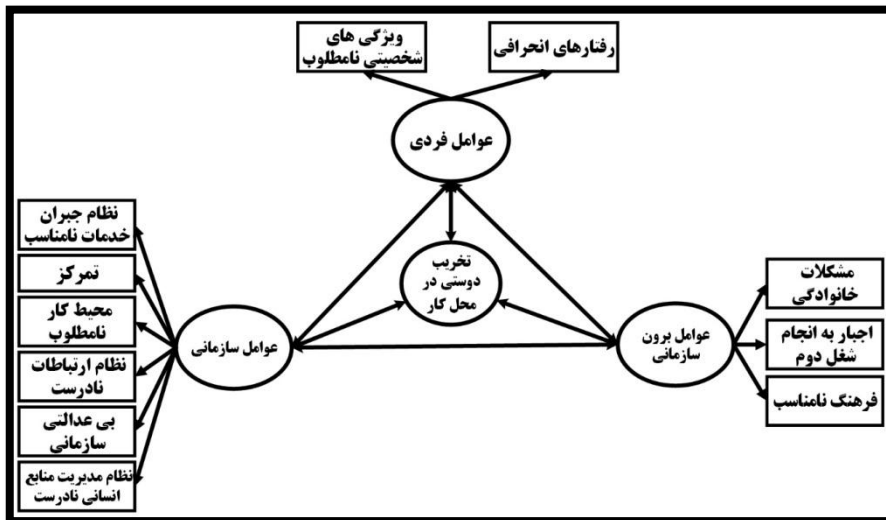 ویژگی های
شخصیتی نامطلوب
رفتارهای انحرافی
عوامل فردی
نظام جبران
خدمات نامناسب
تمرکز
محیط کار
نامطلوب
نظام ارتباطات
نادرست
بی عدالتی
سازمانی
نظام مدیریت منابع
انسانی نادرست
عوامل سازمانی
تخریب
دوستی در
محل کار
عوامل برون
سازمانی
مشکلات
خانوادگی
اجبار به انجام
شغل دوم
فرهنگ نامناسب